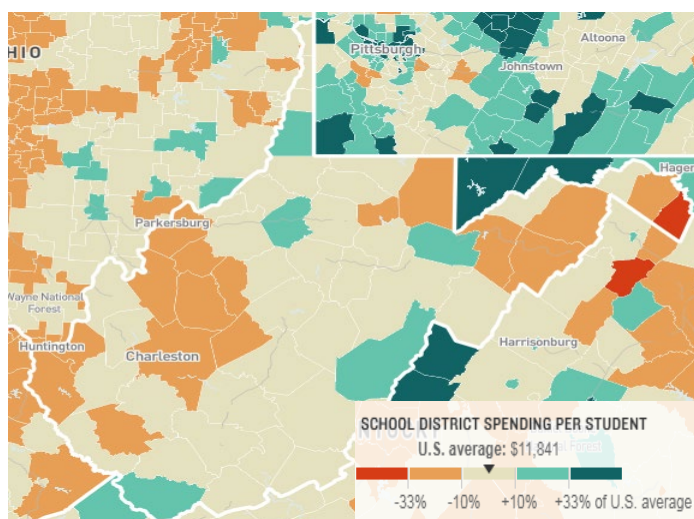 HIO
Pittsburgh
Altoona
Johnstown
Hager
Parkersburg
Wayne National
Forest
Huntington
Charleston
Harrisonburg
SCHOOL DISTRICT SPENDING PER STUDENT
NTUCKY
U.S. average: $11,841
-33% -10% +10% +33% of U.S. average